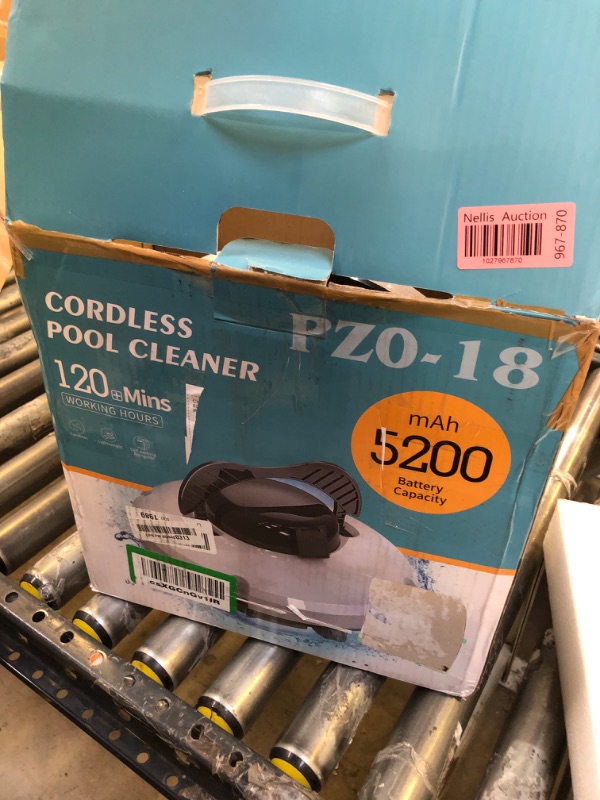 Nellis Auction
1027967870
967-870
CORDLESS
POOL CLEANER
PZO-18
120 Mins
WORKING HOURS
mAh
5200
Battery
Capacity